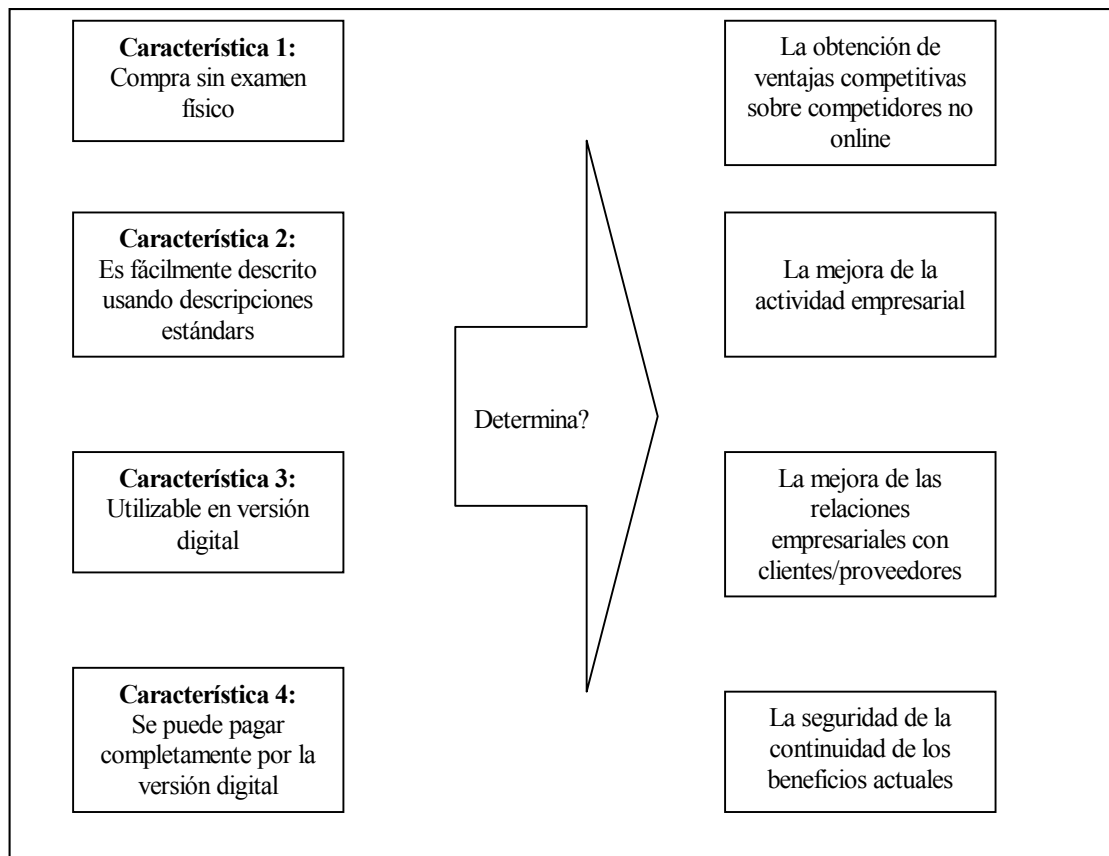 Característica 1:
Compra sin examen
físico
Característica 2:
Es fácilmente descrito
usando descripciones
estándars
Característica 3:
Utilizable en versión
digital
Característica 4:
Se puede pagar
completamente por la
versión digital
Determina?
La obtención de
ventajas competitivas
sobre competidores no
online
La mejora de la
actividad empresarial
La mejora de las
relaciones
empresariales con
clientes/proveedores
La seguridad de la
continuidad de los
beneficios actuales